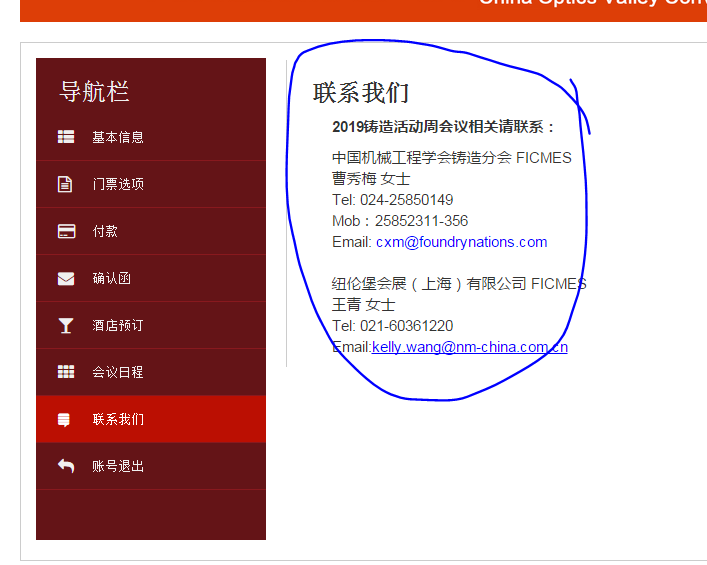 China Optics Valley Con
导航栏
基本信息
门票选项
付款
确认函
酒店预订
会议日程
联系我们
账号退出
联系我们
2019铸造活动周会议相关请联系：
中国机械工程学会铸造分会 FICMES
曹秀梅 女士
Tel: 024-25850149
Mob：25852311-356
Email: cxm@foundrynations.com
纽伦堡会展（上海）有限公司 FICMES
王青 女士
Tel: 021-60361220
Email:kelly.wang@nm-china.com.cn